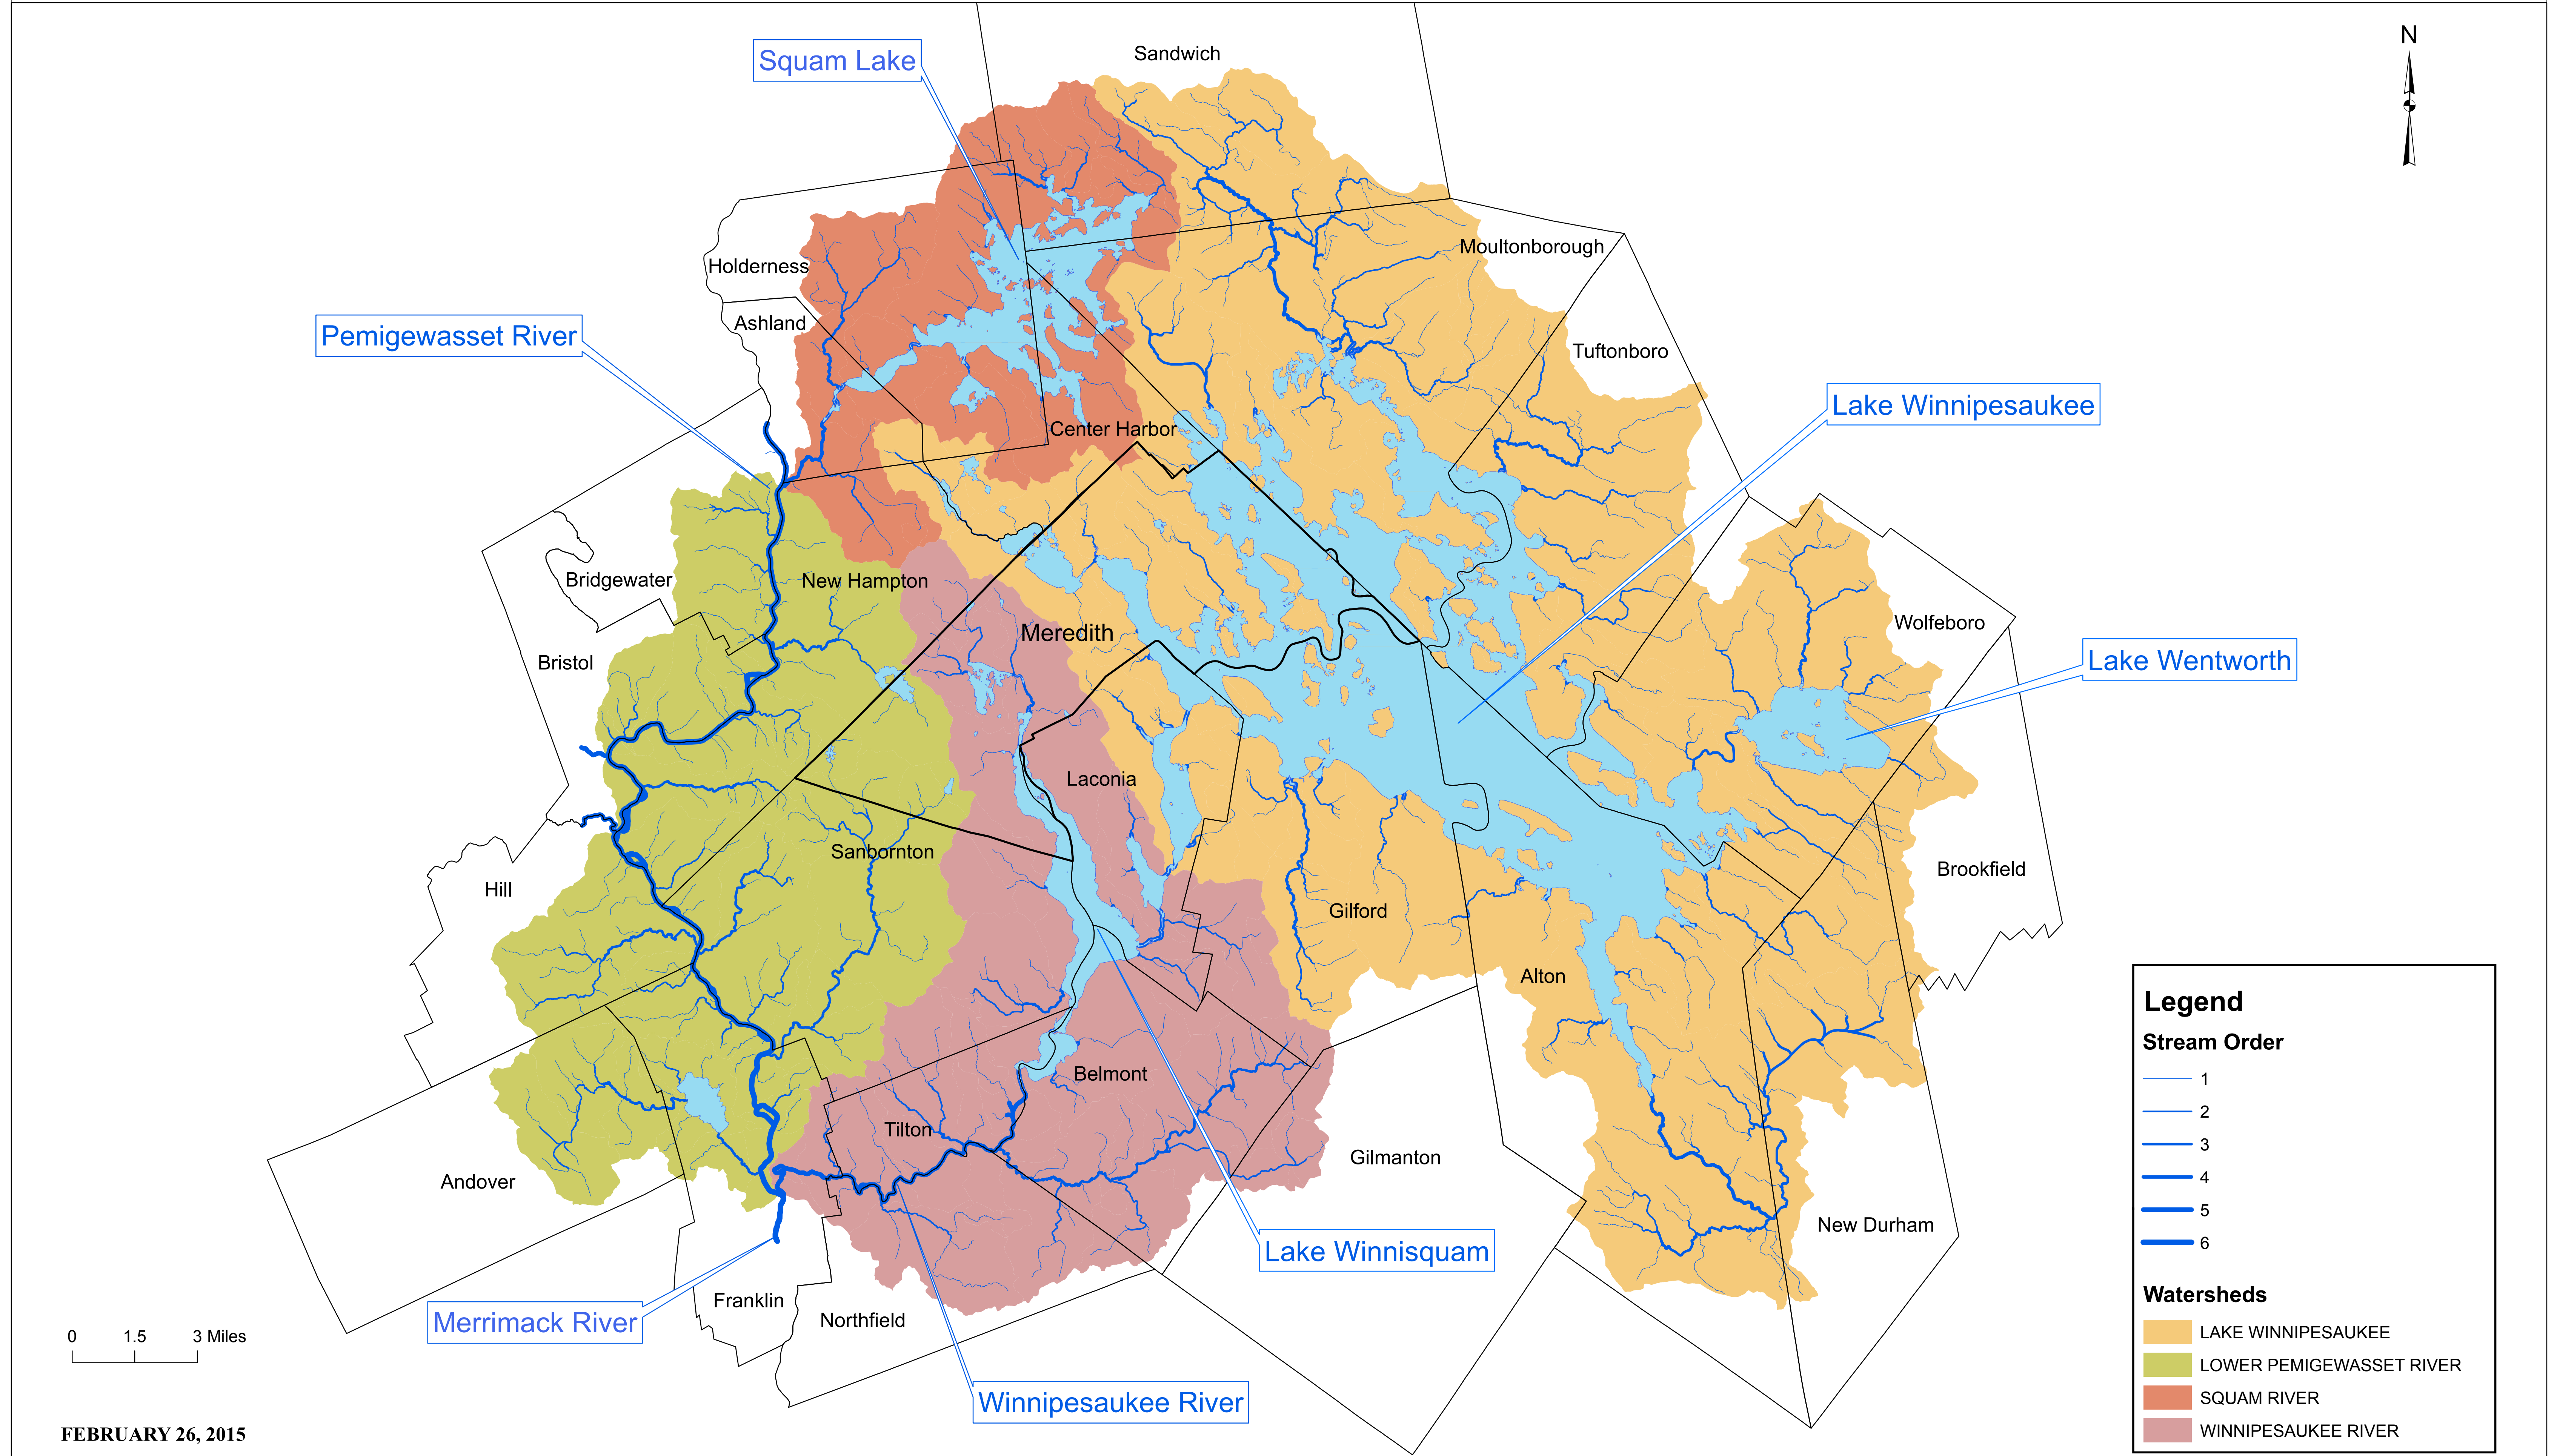 N
Sandwich
Squam Lake
Moultonborough
Holderness
Ashland
Pemigewasset River
Tuftonboro
Lake Winnipesaukee
Center Harbor
Bridgewater
New Hampton
Meredith
Wolfeboro
Bristol
Lake Wentworth
Laconia
Sanbornton
Hill
Brookfield
Gilford
Alton
Belmont
Tilton
Andover
Gilmanton
New Durham
Lake Winnisquam
Franklin
Northfield
Merrimack River
Winnipesaukee River
0 1.5 3 Miles
FEBRUARY 26, 2015
Legend
Stream Order
1
2
3
4
5
6
Watersheds
LAKE WINNIPESAUKEE
LOWER PEMIGEWASSET RIVER
SQUAM RIVER
WINNIPESAUKEE RIVER